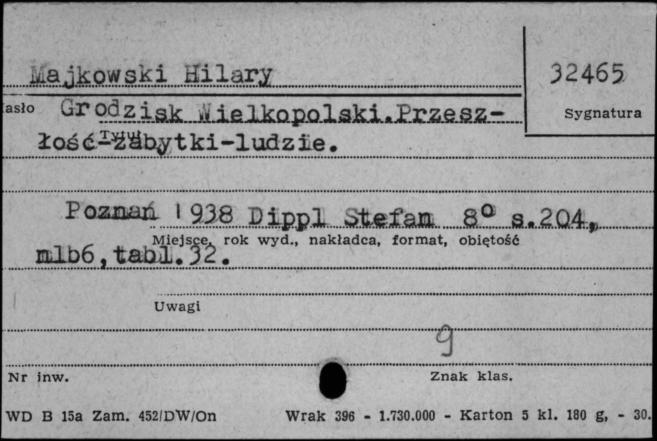 Majkowski Hilary
32465
asło Grodzisk Wielkopolski.Przesz-
Sygnatura
łość-zabytki-ludzie.
Poznań 1938 Dippl Stefan 8° s.204,
Miejsce, rok wyd., nakładca, format, obiętość
mlb6,tabl.32.
Uwagi
9
Nr inw.
Znak klas.
WD B 15a Zam. 452/DW/On Wrak 396 - 1.730.000 - Karton 5 kl. 180 g, - 30.